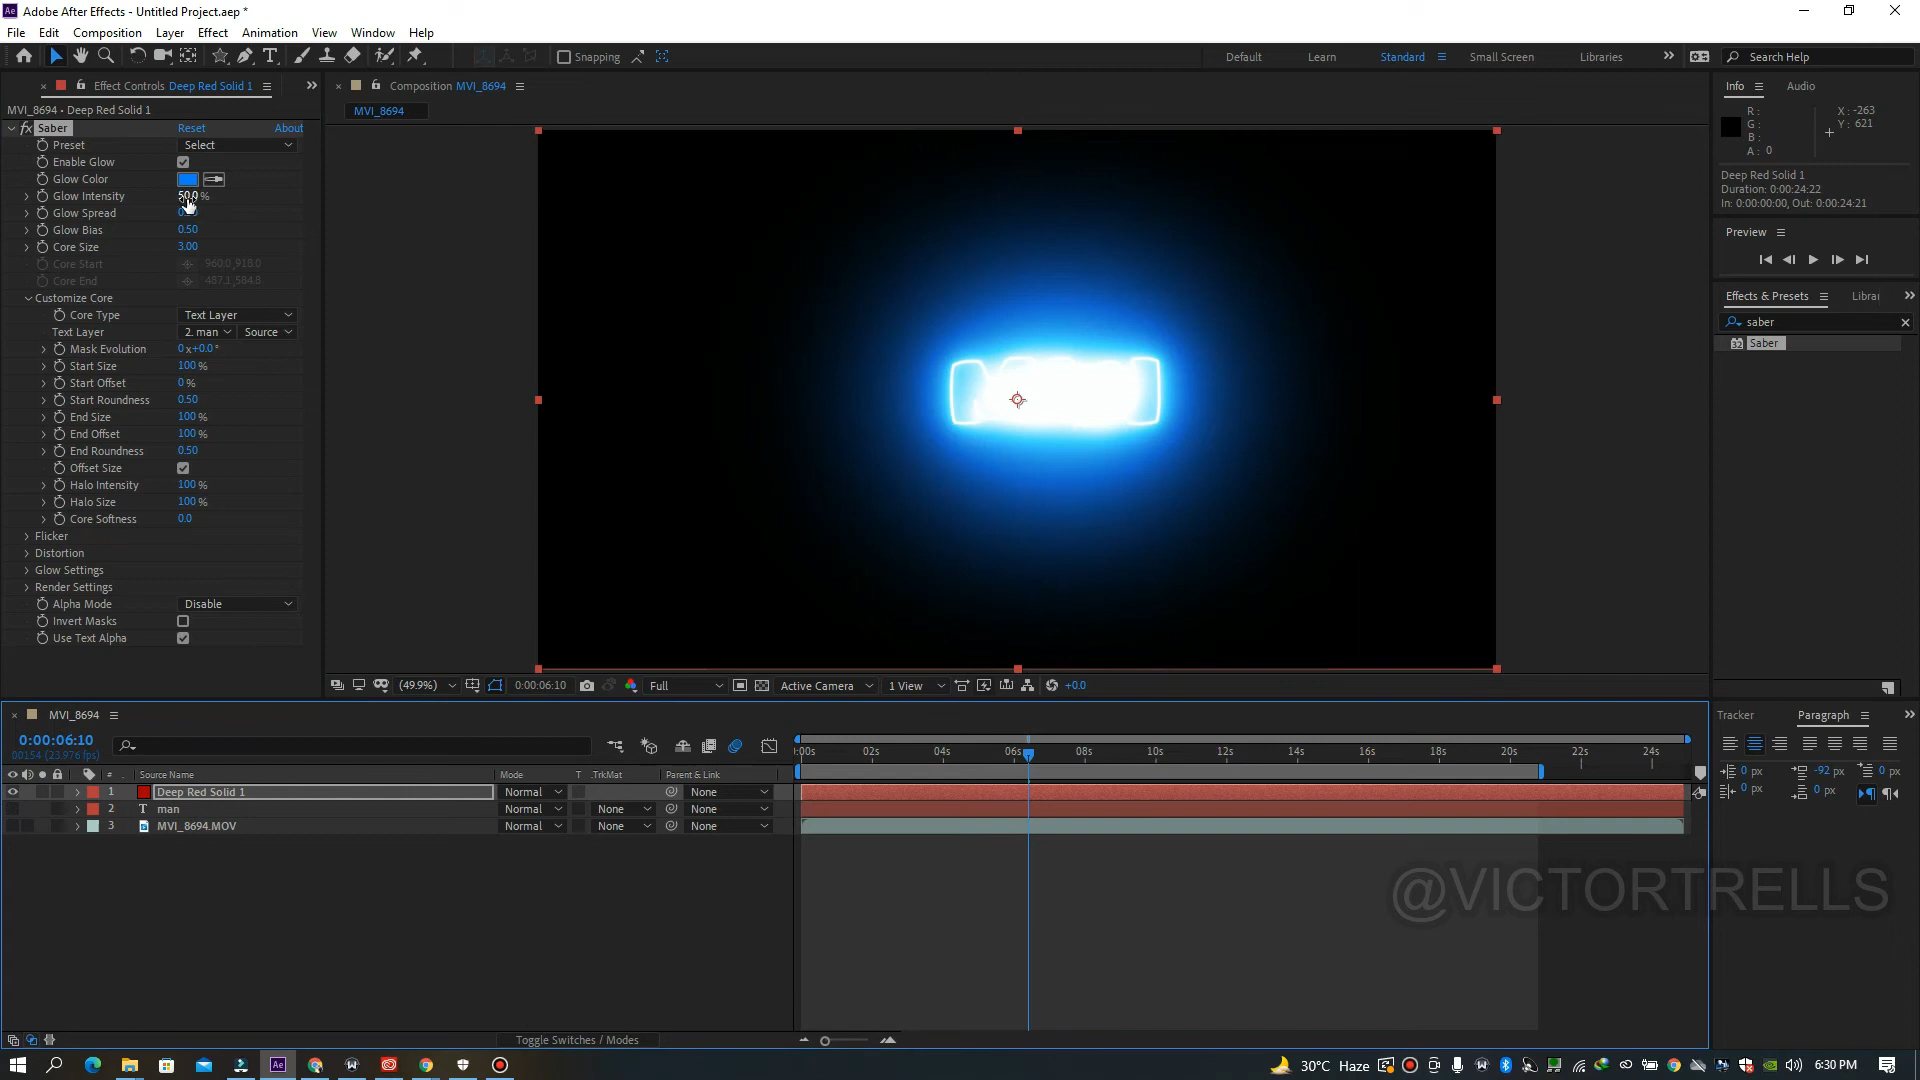 Adobe After Effects - Untitled Project.aep *
File Edit Composition Layer Effect Animation View Window Help
Snapping Default Learn Standard Small Screen Libraries Search Help
Effect Controls Deep Red Solid 1
MVI_8694 • Deep Red Solid 1
fx Saber Reset About
Preset Select
Enable Glow
Glow Color
Glow Intensity 50.0 %
Glow Spread
Glow Bias 0.50
Core Size 3.00
Core Start 960.0,918.0
Core End 487.1,584.8
Customize Core
Core Type Text Layer
Text Layer 2. man Source
Mask Evolution 0 x +0.0 °
Start Size 100 %
Start Offset 0 %
Start Roundness 0.50
End Size 100 %
End Offset 100 %
End Roundness 0.50
Offset Size
Halo Intensity 100 %
Halo Size 100 %
Core Softness 0.0
Flicker
Distortion
Glow Settings
Render Settings
Alpha Mode Disable
Invert Masks
Use Text Alpha
Composition MVI_8694
MVI_8694
(49.9%) 0:00:06:10 Full Active Camera 1 View +0.0
Info Audio
R : X : -263
G : Y : 621
B :
A : 0
Deep Red Solid 1
Duration: 0:00:24:22
In: 0:00:00:00, Out: 0:00:24:21
Preview
Effects & Presets Librai
saber
32 Saber
Tracker Paragraph
0 px -92 px 0 px
0 px 0 px
MVI_8694
0:00:06:10
00154 (23.976 fps)
# Source Name Mode T .TrkMat Parent & Link
1 Deep Red Solid 1 Normal None
2 T man Normal None None
3 MVI_8694.MOV Normal None None
:00s 02s 04s 06s 08s 10s 12s 14s 16s 18s 20s 22s 24s
Toggle Switches / Modes
@VICTORTRELLS
30°C Haze 6:30 PM